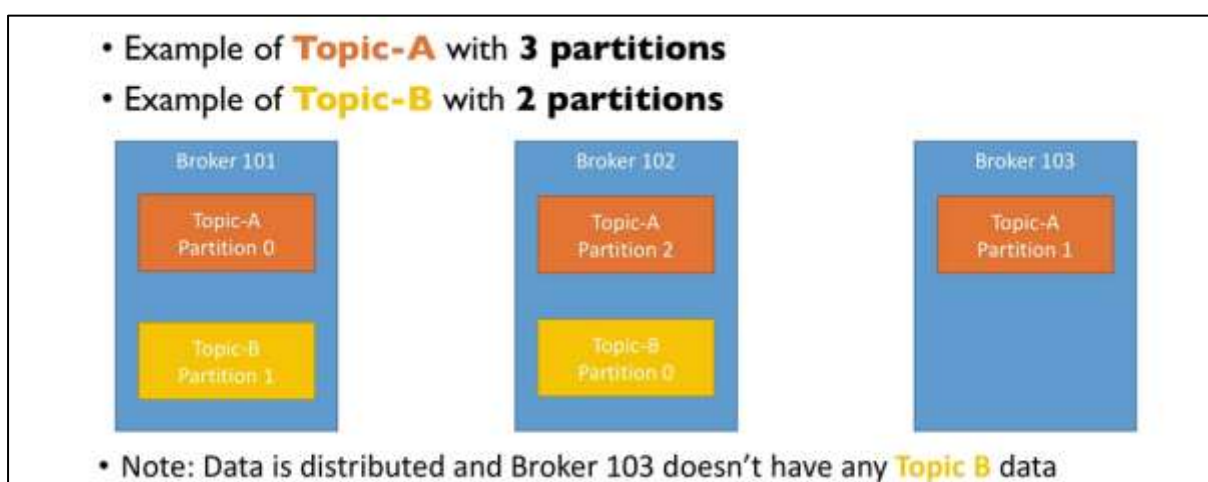 • Example of Topic-A with 3 partitions
• Example of Topic-B with 2 partitions
Broker 101
Topic-A
Partition 0
Topic-B
Partition 1
Broker 102
Topic-A
Partition 2
Topic-B
Partition 0
Broker 103
Topic-A
Partition 1
• Note: Data is distributed and Broker 103 doesn't have any Topic B data